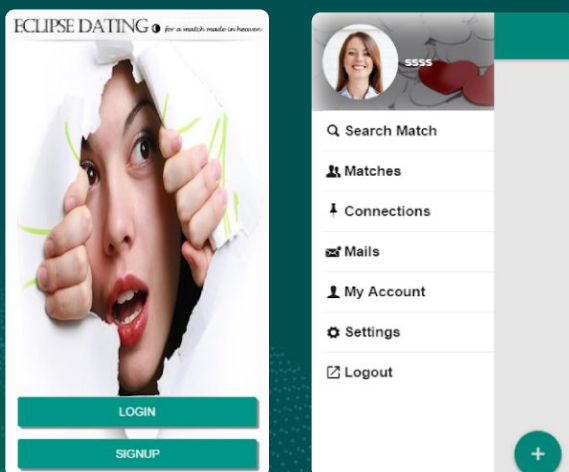 ECLIPSE DATING for a match made in heaven
LOGIN
SIGNUP
ssss
Search Match
Matches
Connections
Mails
My Account
Settings
Logout
+